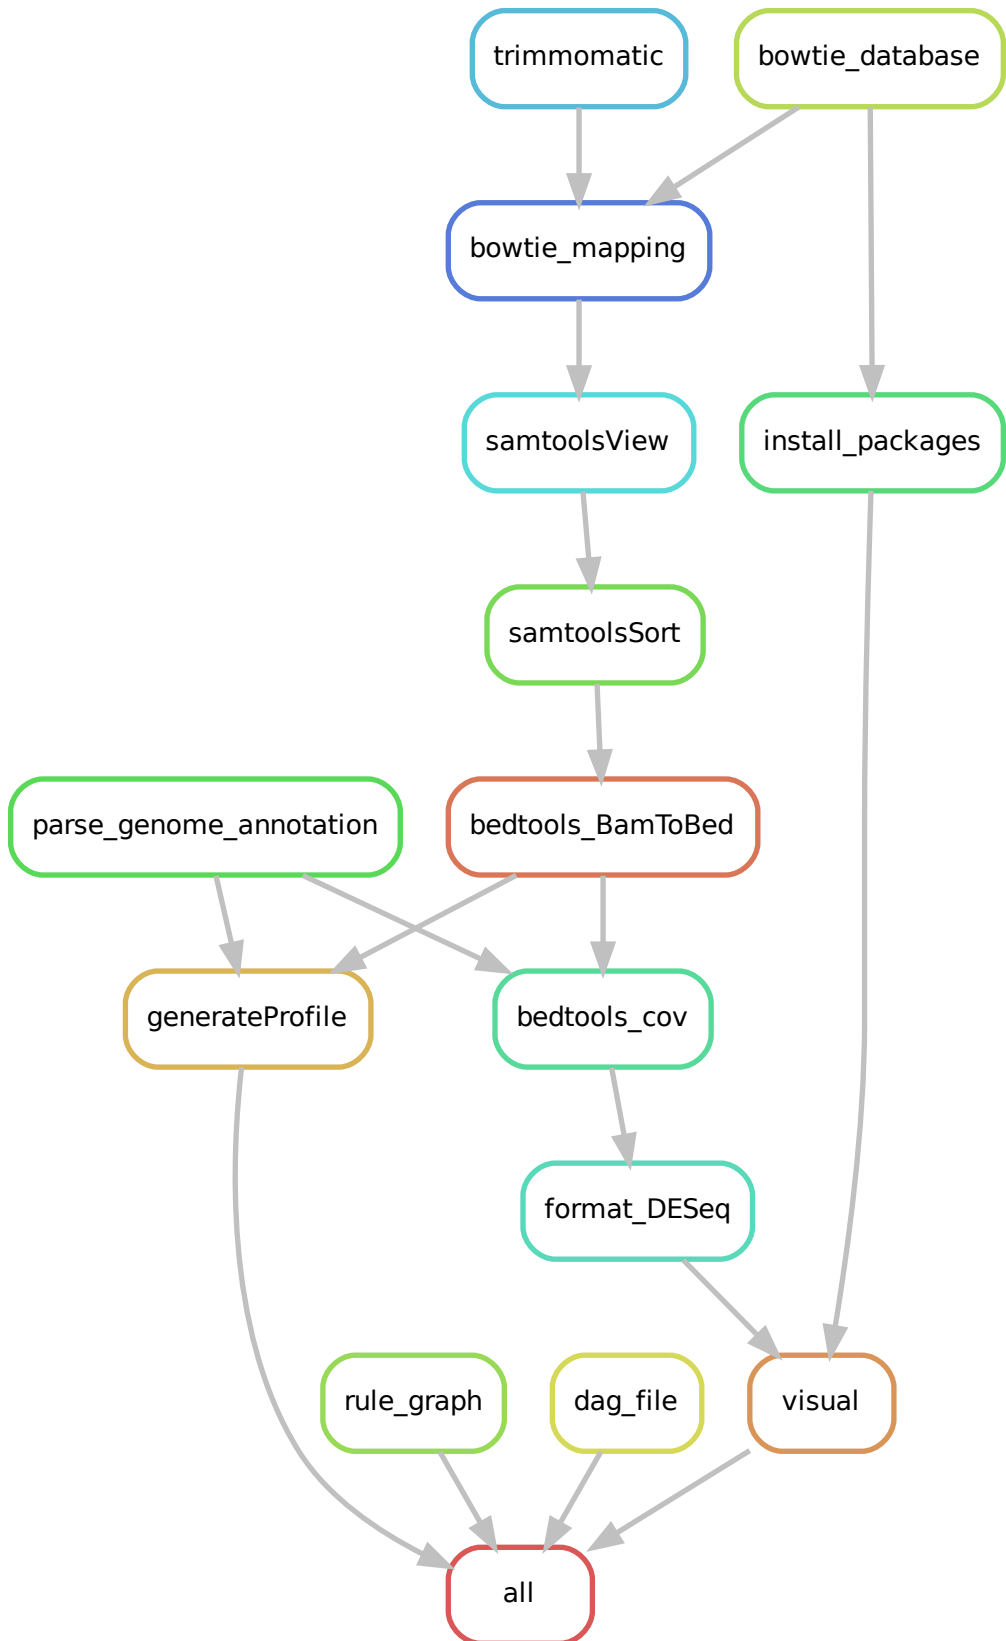 trimmomatic
bowtie_database
bowtie_mapping
samtoolsView
install_packages
samtoolsSort
parse_genome_annotation
bedtools_BamToBed
generateProfile
bedtools_cov
format_DESeq
rule_graph
dag_file
visual
all